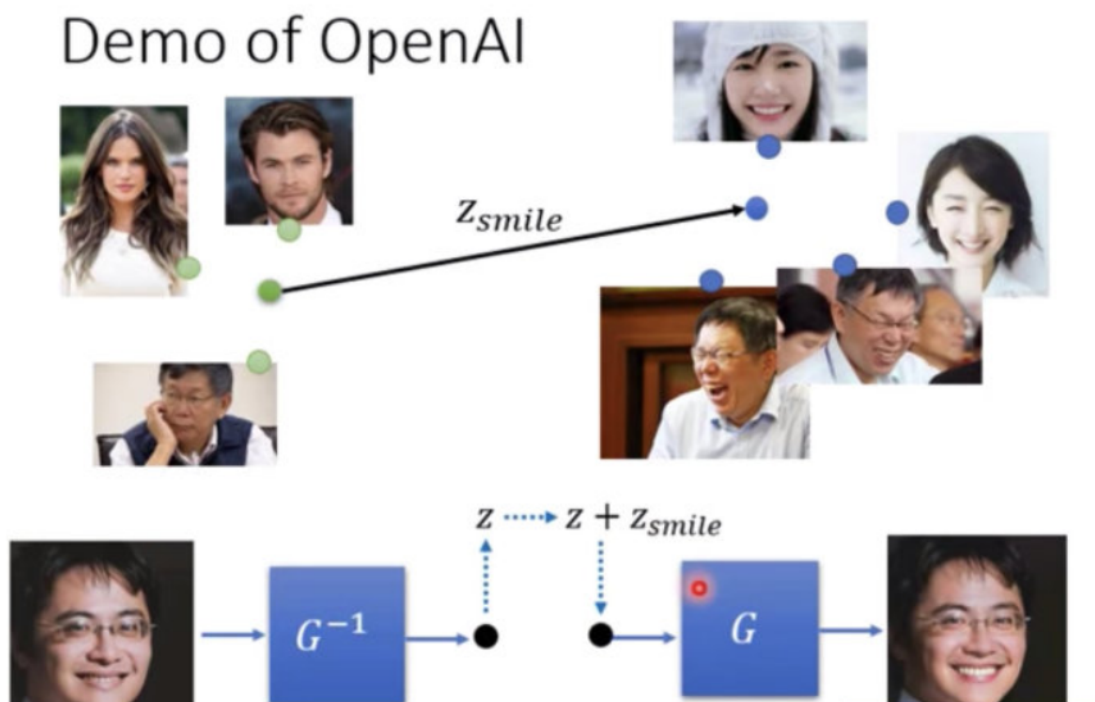 Demo of OpenAI
z_smile
z z + z_smile
G⁻¹
G